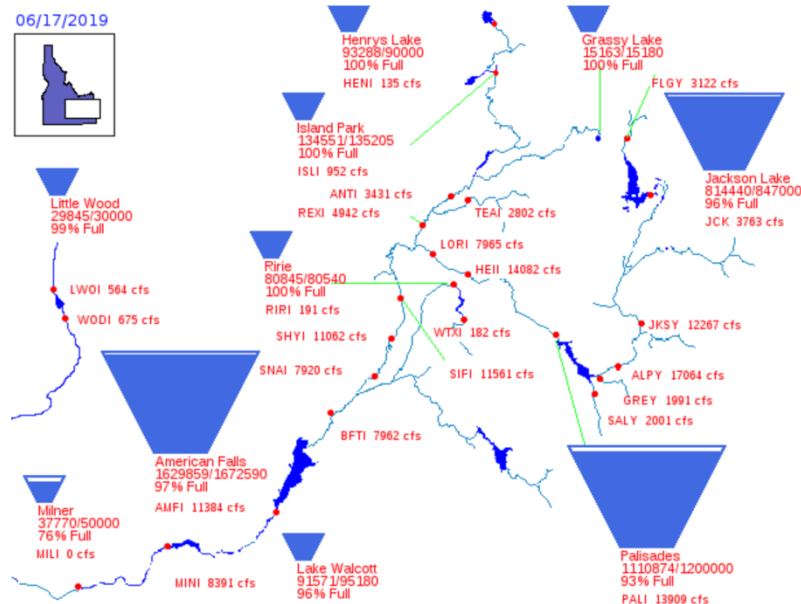 06/17/2019
Henrys Lake
93288/90000
100% Full
HENI 135 cfs
Grassy Lake
15163/15180
100% Full
FLGY 3122 cfs
Island Park
134551/135205
100% Full
ISLI 952 cfs
Jackson Lake
814440/847000
96% Full
JCK 3763 cfs
Little Wood
29845/30000
99% Full
ANTI 3431 cfs
REXI 4942 cfs
TEAI 2802 cfs
LORI 7965 cfs
HEII 14082 cfs
Ririe
80845/80540
100% Full
RIRI 191 cfs
LWOI 564 cfs
WODI 675 cfs
SHYI 11062 cfs
WTXI 182 cfs
JKSY 12267 cfs
SNAI 7920 cfs
SIFI 11561 cfs
ALPY 17064 cfs
GREY 1991 cfs
SALY 2001 cfs
BFTI 7962 cfs
American Falls
1629859/1672590
97% Full
AMFI 11384 cfs
Milner
37770/50000
76% Full
MILI 0 cfs
MINI 8391 cfs
Lake Walcott
91571/95180
96% Full
Palisades
1110874/1200000
93% Full
PALI 13909 cfs